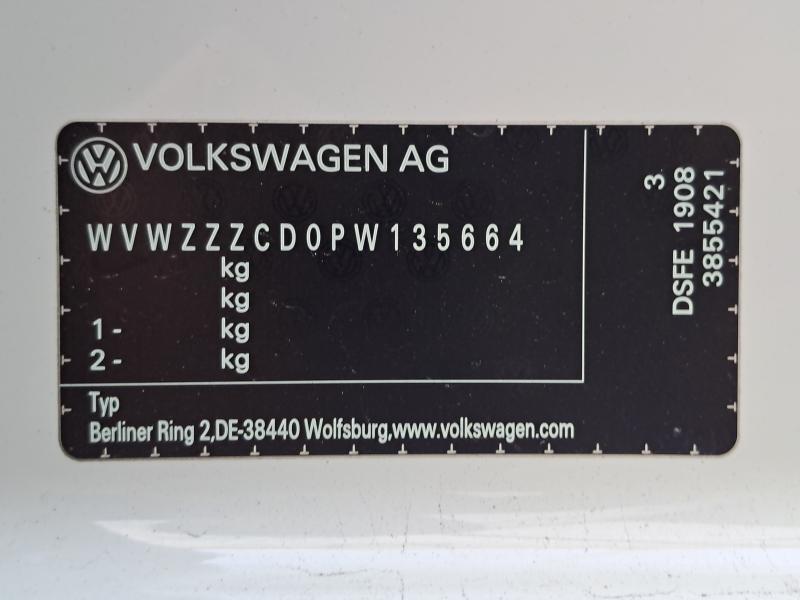 VOLKSWAGEN AG
WVWZZZCD0PW135664
kg
kg
1- kg
2- kg
Typ
Berliner Ring 2,DE-38440 Wolfsburg,www.volkswagen.com
3
DSFE 1908
3855421